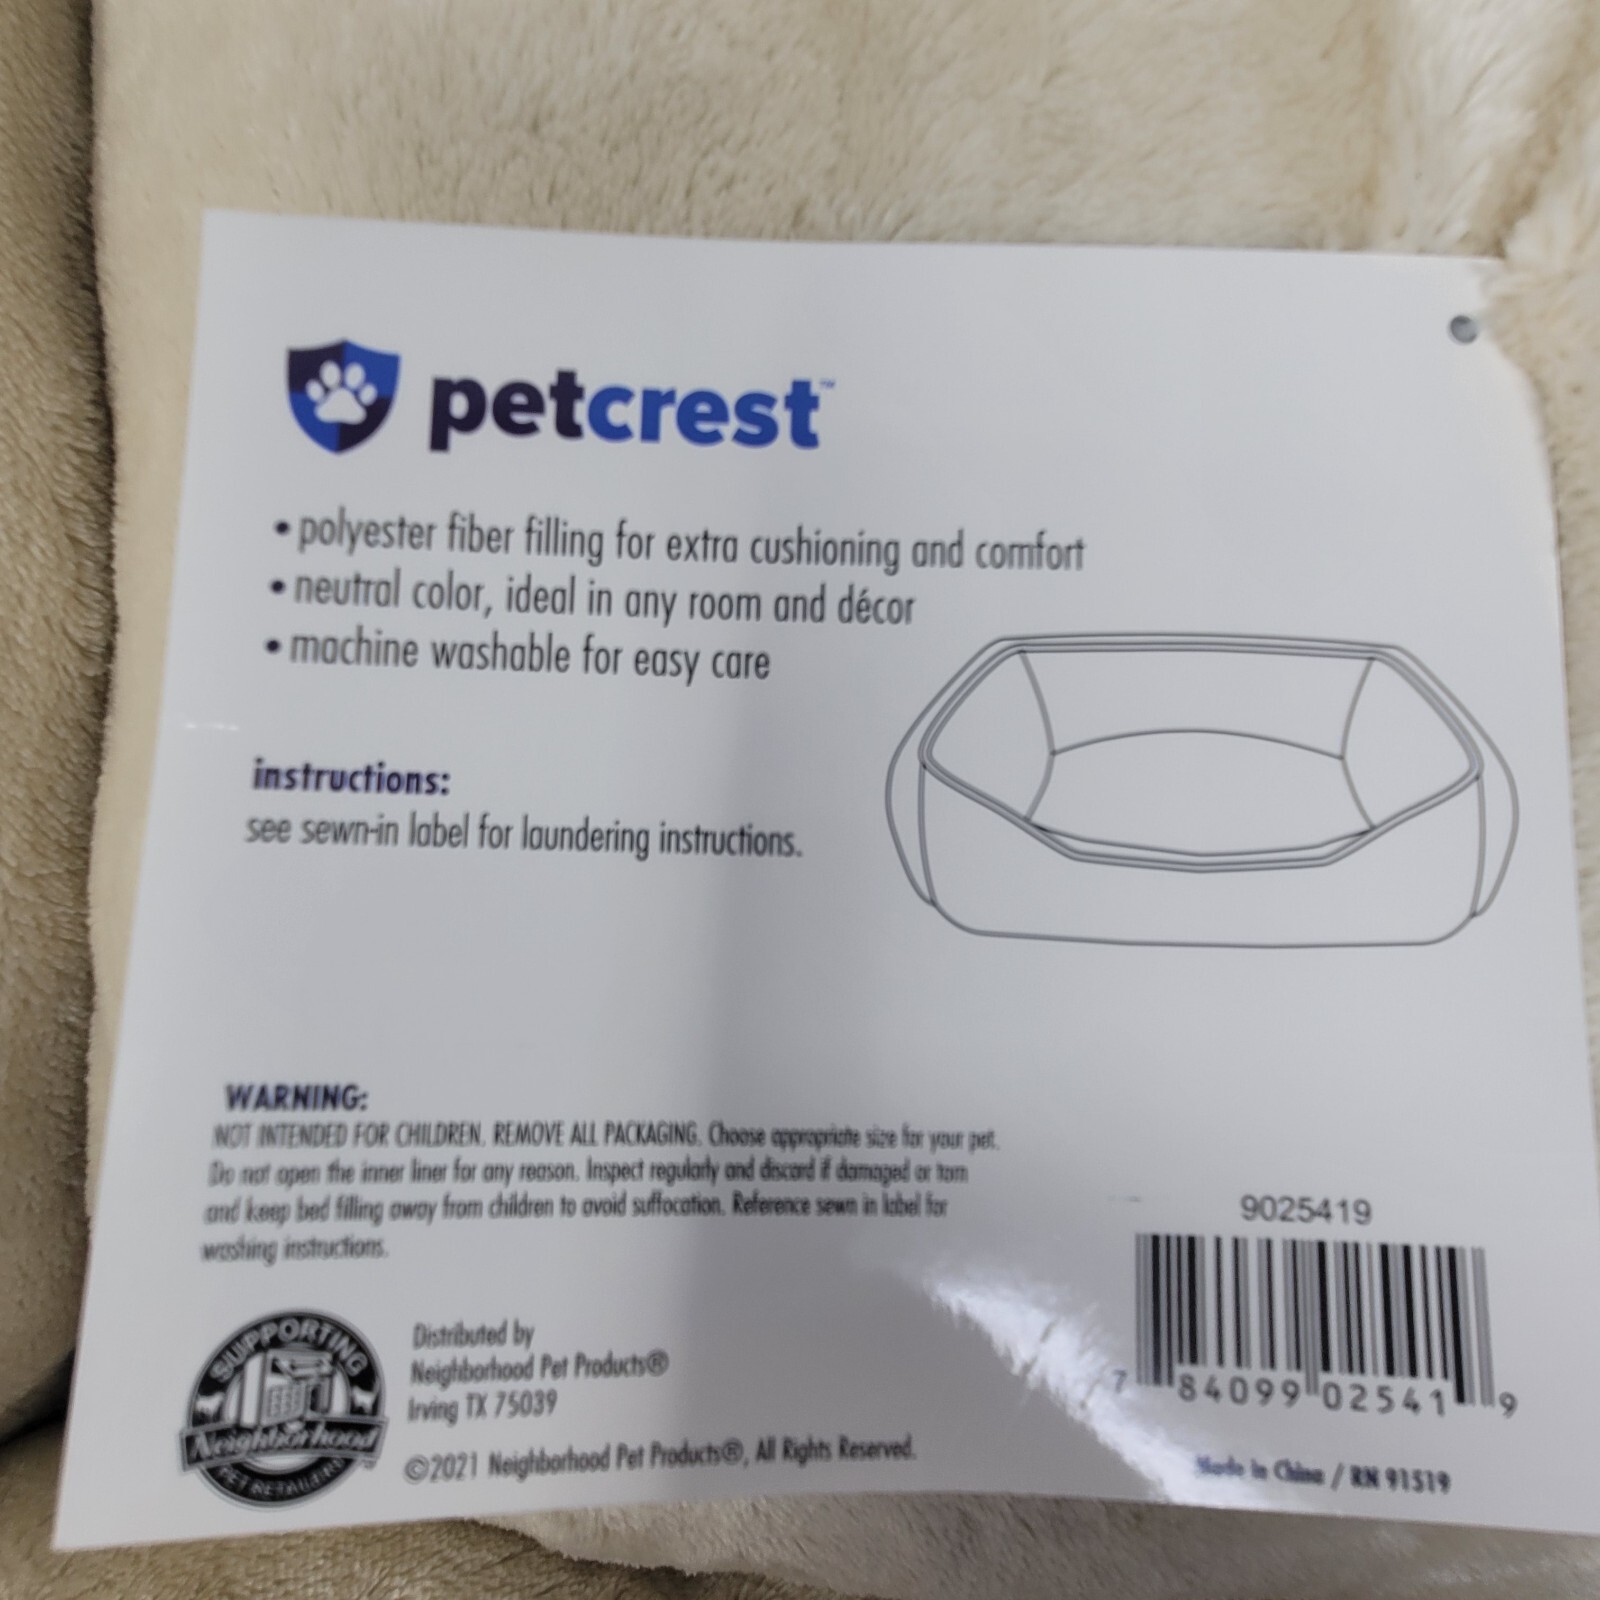 petcrest™
• polyester fiber filling for extra cushioning and comfort
• neutral color, ideal in any room and décor
• machine washable for easy care
instructions:
see sewn-in label for laundering instructions.
WARNING:
NOT INTENDED FOR CHILDREN. REMOVE ALL PACKAGING. Choose appropriate size for your pet.
Do not open the inner liner for any reason. Inspect regularly and discard if damaged or torn
and keep bed filling away from children to avoid suffocation. Reference sewn in label for
washing instructions.
SUPPORTING
Neighborhood
PET RETAILERS
Distributed by
Neighborhood Pet Products®
Irving TX 75039
©2021 Neighborhood Pet Products®, All Rights Reserved.
9025419
7 84099 02541 9
Made in China / RN 91519